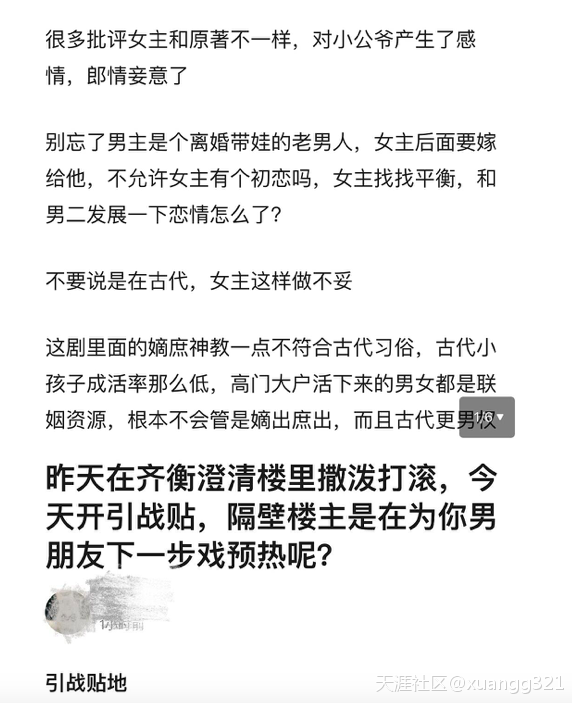 很多批评女主和原著不一样，对小公爷产生了感
情，郎情妾意了
别忘了男主是个离婚带娃的老男人，女主后面要嫁
给他，不允许女主有个初恋吗，女主找找平衡，和
男二发展一下恋情怎么了？
不要说是在古代，女主这样做不妥
这剧里面的嫡庶神教一点不符合古代习俗，古代小
孩子成活率那么低，高门大户活下来的男女都是联
姻资源，根本不会管是嫡出庶出，而且古代更男权
1/6
昨天在齐衡澄清楼里撒泼打滚，今
天开引战贴，隔壁楼主是在为你男
朋友下一步戏预热呢？
1小时前
引战贴地
天涯社区@xuangg321